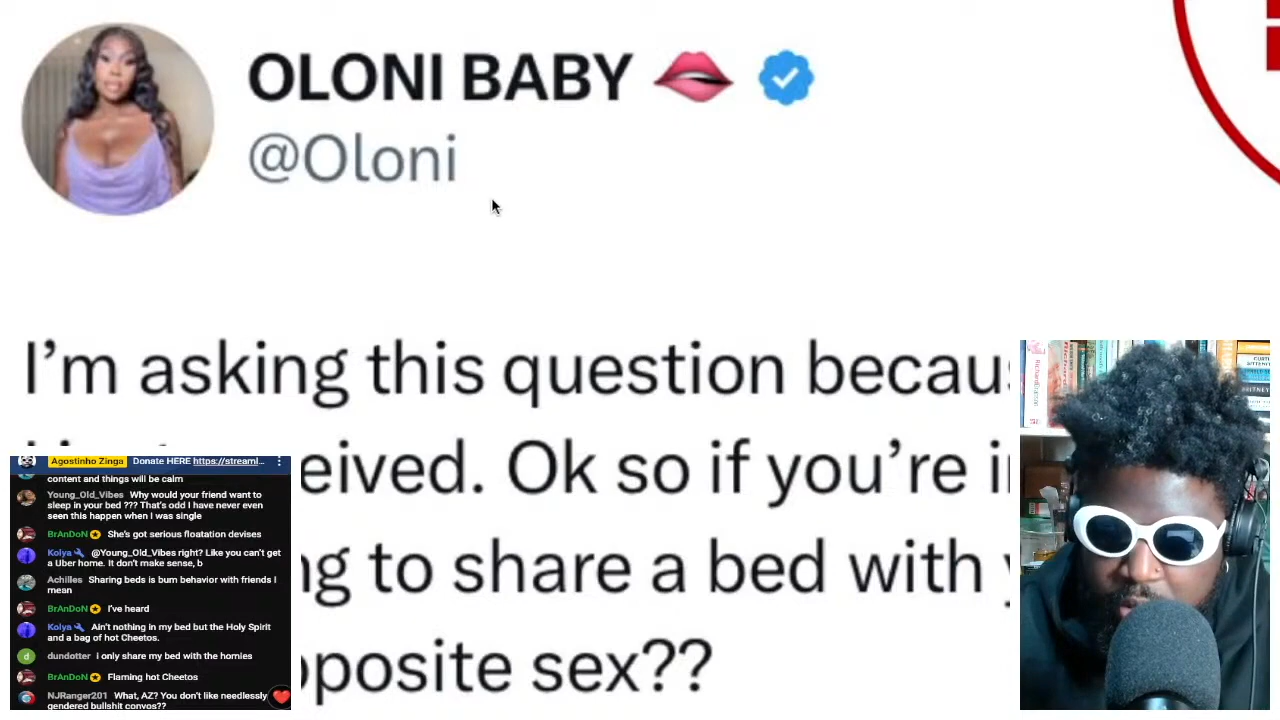 OLONI BABY
@Oloni
I'm asking this question
eived. Ok so if you're
to share a bed with
sex??
Agostinho Zinga Donate HERE https://streaml...
content and things will be calm
Young_Old_Vibes Why would your friend want to
sleep in your bed ??? That's odd I have never even
seen this happen when I was single
BrAnDoN She's got serious floatation devises
Kolya @Young_Old_Vibes right? Like you can't get
a Uber home. It don't make sense, b
Achilles Sharing beds is bum behavior with friends I
mean
BrAnDoN I've heard
Kolya Ain't nothing in my bed but the Holy Spirit
and a bag of hot Cheetos.
d dundotter i only share my bed with the homies
BrAnDoN Flaming hot Cheetos
NJRanger201 What, AZ? You don't like needlessly
gendered bullshit convos??